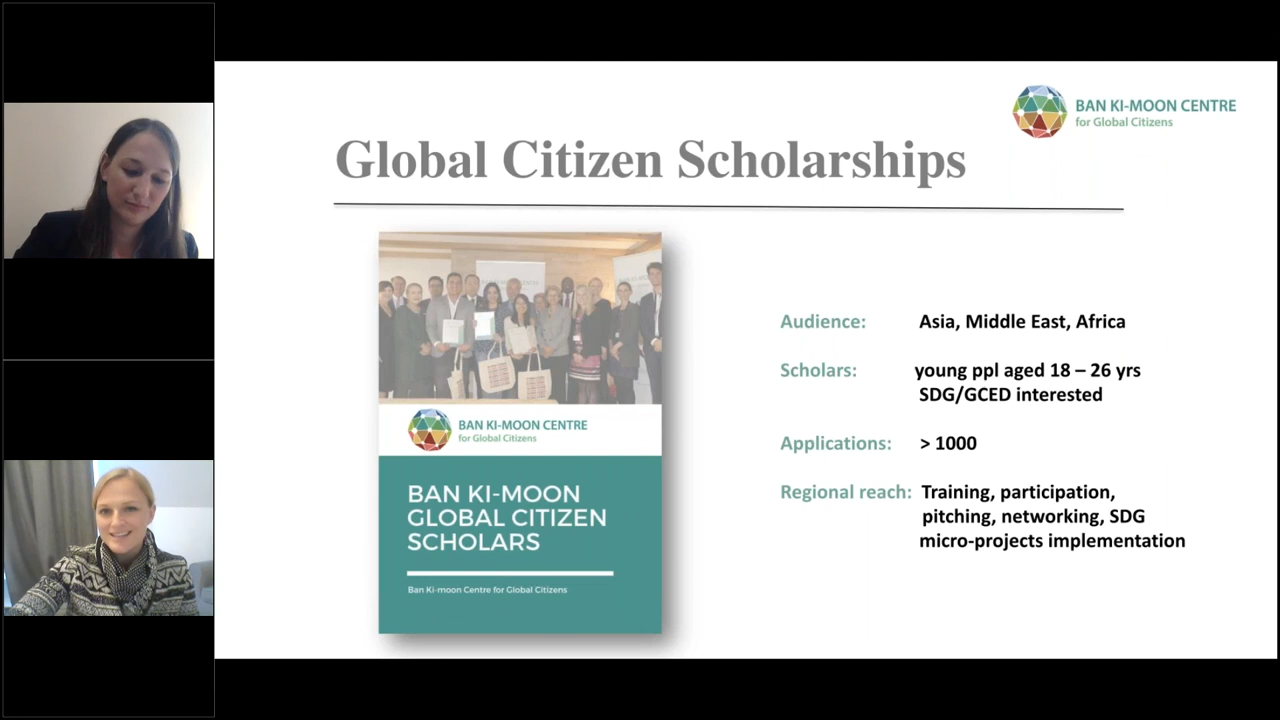 BAN KI-MOON CENTRE
for Global Citizens
Global Citizen Scholarships
BAN KI-MOON CENTRE
for Global Citizens
BAN KI-MOON
GLOBAL CITIZEN
SCHOLARS
Ban Ki-moon Centre for Global Citizens
Audience: Asia, Middle East, Africa
Scholars: young ppl aged 18 – 26 yrs
SDG/GCED interested
Applications: > 1000
Regional reach: Training, participation,
pitching, networking, SDG
micro-projects implementation